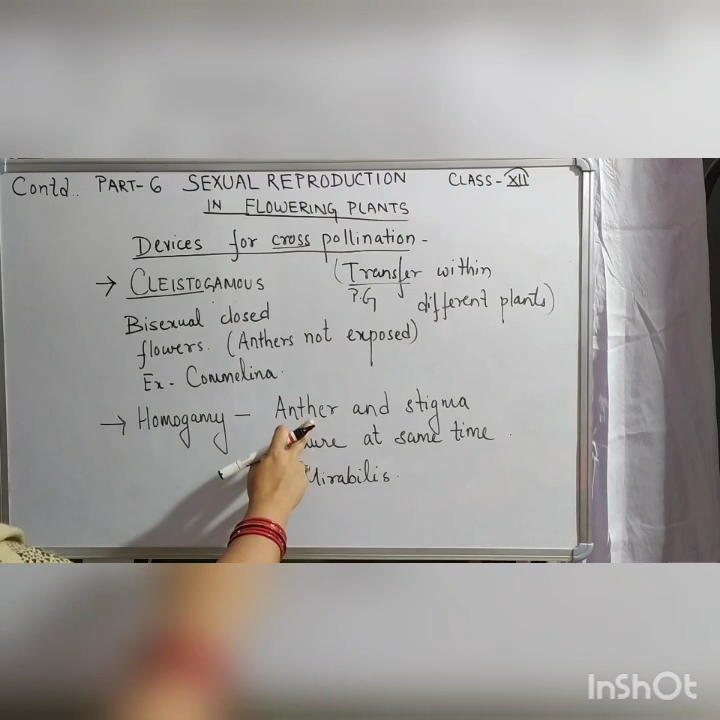 Contd.. PART-6 SEXUAL REPRODUCTION CLASS-XII
IN FLOWERING PLANTS
Devices for cross pollination -
→ CLEISTOGAMOUS (Transfer within
P.G different plants)
Bisexual closed
flowers. (Anthers not exposed)
Ex- Commelina.
→ Homogamy - Anther and stigma
at same time.
Mirabilis.
InShOt